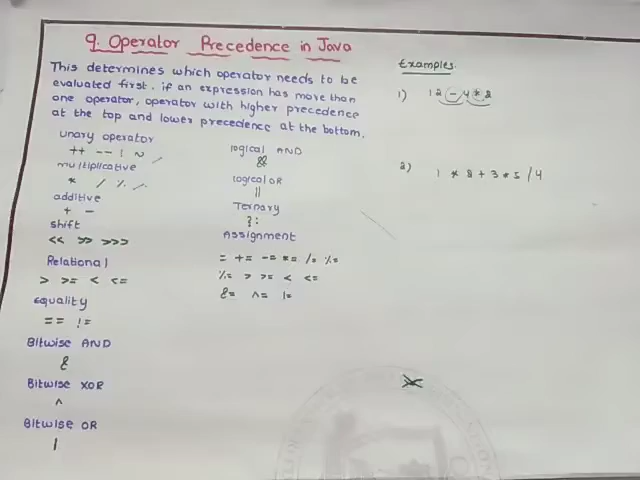 9. Operator Precedence in Java
This determines which operator needs to be
evaluated first. if an expression has more than
one operator, operator with higher precedence
at the top and lower precedence at the bottom.
unary operator
++ -- ! ~
multiplicative
* / %
additive
+ -
shift
<< >> >>>
Relational
> >= < <=
Equality
== !=
Bitwise AND
&
Bitwise XOR
^
Bitwise OR
|
logical AND
&
logical OR
||
Ternary
?:
Assignment
= += -= *= /= %=
%= > >= < <=
&= ^= |=
Examples.
1) 12 - 4 * 8
2) 1 * 8 + 3 * 5 / 4